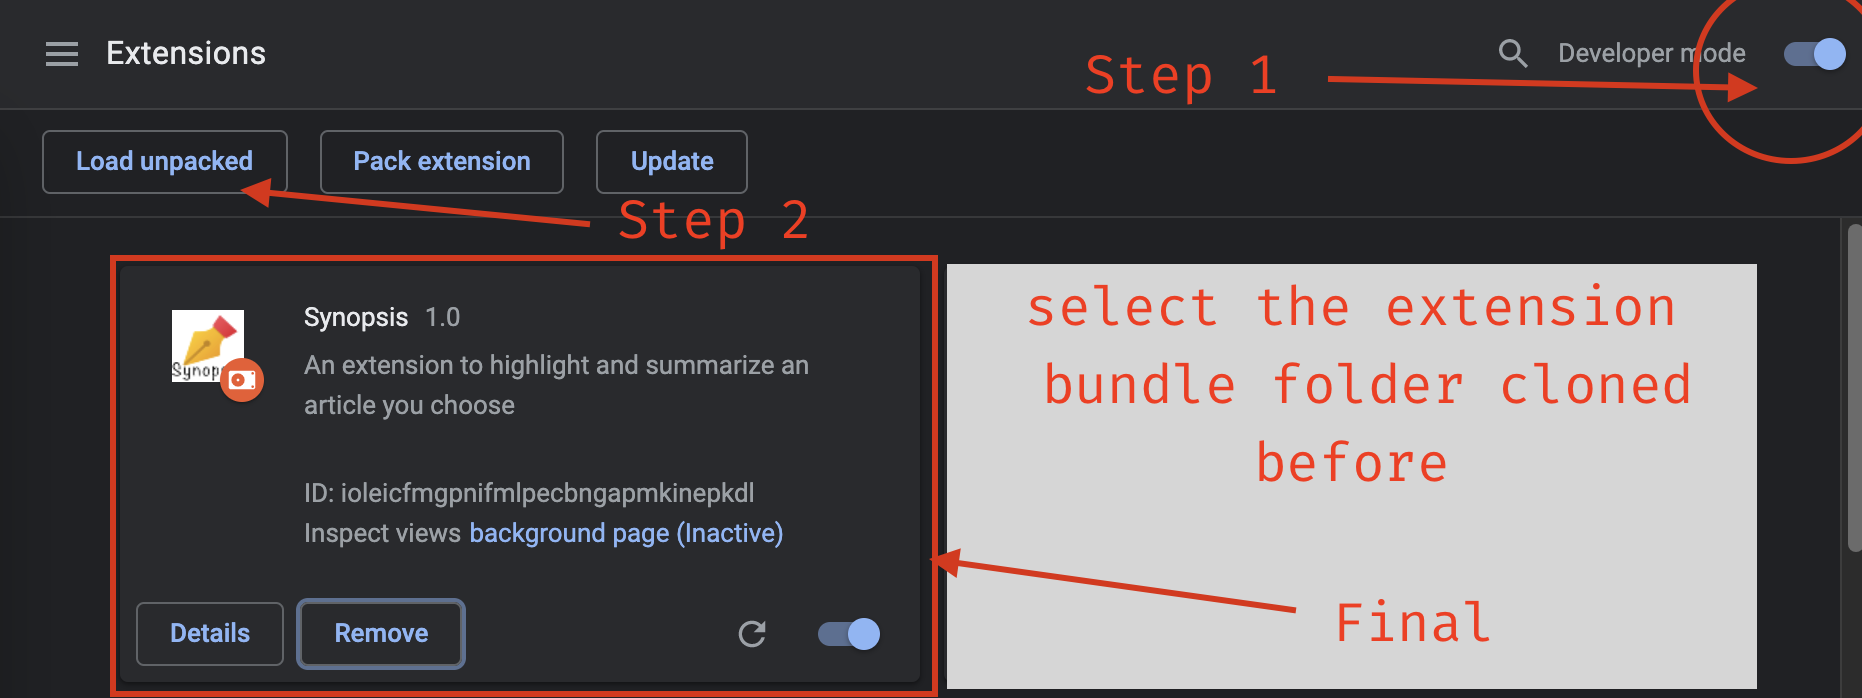 Extensions
Developer mode
Step 1
Load unpacked
Pack extension
Update
Step 2
Synopsis 1.0
An extension to highlight and summarize an
article you choose
ID: ioleicfmgpnifmlpecbngapmkinepkdl
Inspect views background page (Inactive)
Details
Remove
select the extension
bundle folder cloned
before
Final